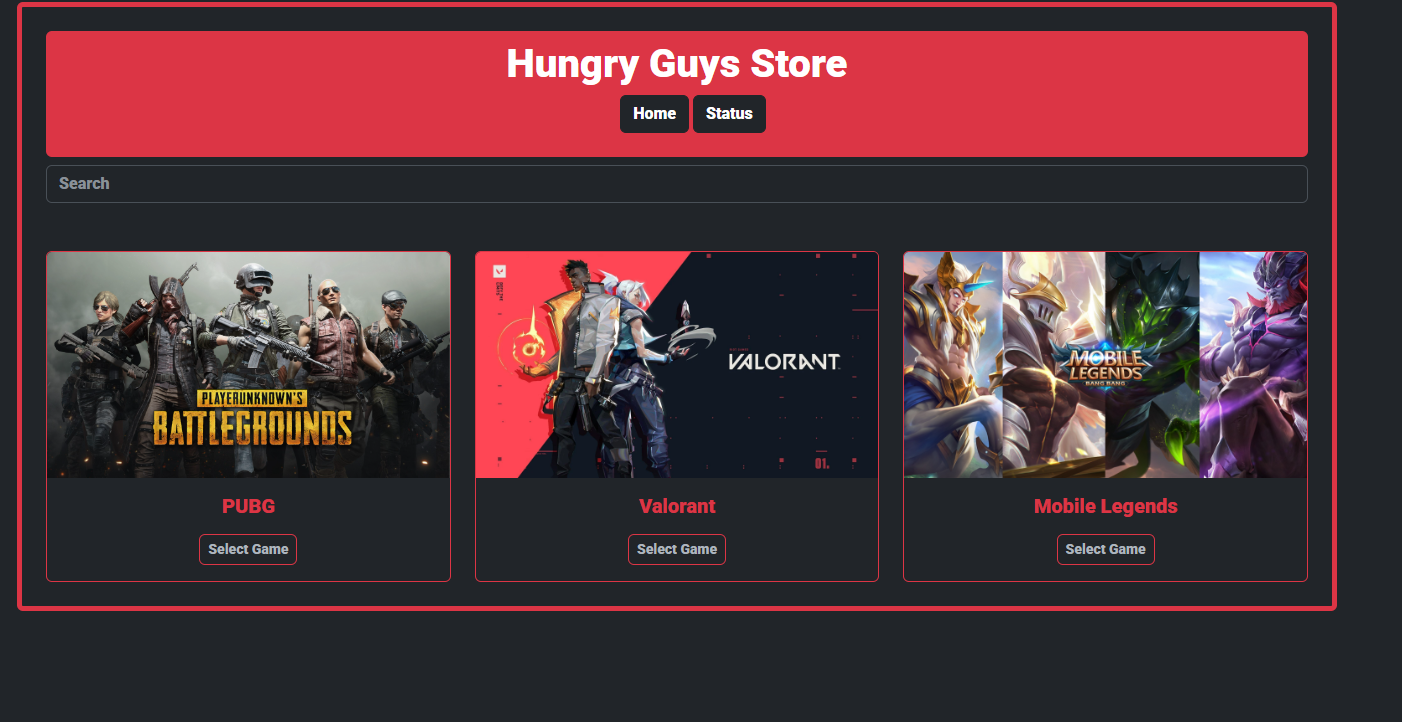 Hungry Guys Store
Home Status
Search
PLAYERUNKNOWN'S
BATTLEGROUNDS
VALORANT
01.
MOBILE
LEGENDS
BANG BANG
PUBG Valorant Mobile Legends
Select Game Select Game Select Game